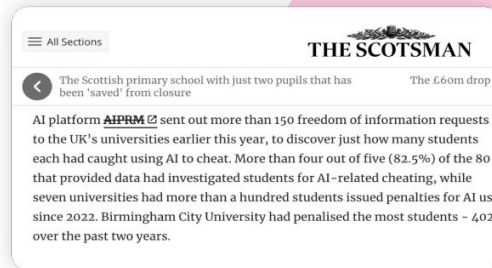 All Sections
THE SCOTSMAN
The Scottish primary school with just two pupils that has
been 'saved' from closure
The £60m drop
AI platform AIPRM sent out more than 150 freedom of information requests
to the UK's universities earlier this year, to discover just how many students
each had caught using AI to cheat. More than four out of five (82.5%) of the 80
that provided data had investigated students for AI-related cheating, while
seven universities had more than a hundred students issued penalties for AI us
since 2022. Birmingham City University had penalised the most students - 402
over the past two years.